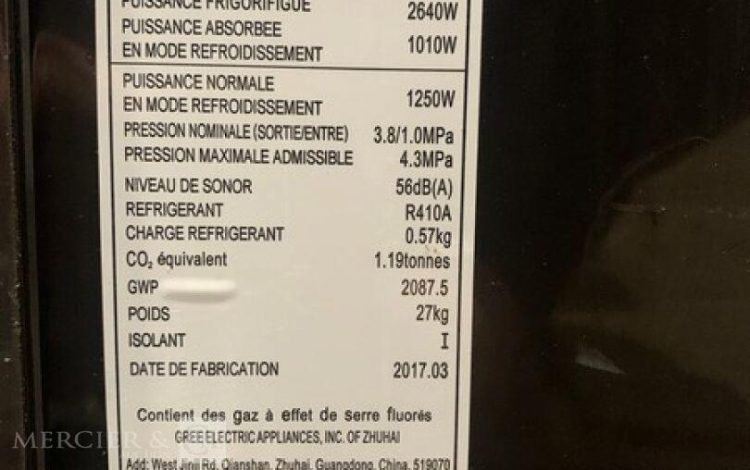 PUISSANCE FRIGORIFIGUE 2640W
PUISSANCE ABSORBEE
EN MODE REFROIDISSEMENT 1010W
PUISSANCE NORMALE
EN MODE REFROIDISSEMENT 1250W
PRESSION NOMINALE (SORTIE/ENTRE) 3.8/1.0MPa
PRESSION MAXIMALE ADMISSIBLE 4.3MPa
NIVEAU DE SONOR 56dB(A)
REFRIGERANT R410A
CHARGE REFRIGERANT 0.57kg
CO₂ équivalent 1.19tonnes
GWP 2087.5
POIDS 27kg
ISOLANT I
DATE DE FABRICATION 2017.03
Contient des gaz à effet de serre fluorés
GREE ELECTRIC APPLIANCES, INC. OF ZHUHAI
Add: West Jinji Rd, Qianshan, Zhuhai, Guangdong, China, 519070
MERCIER &